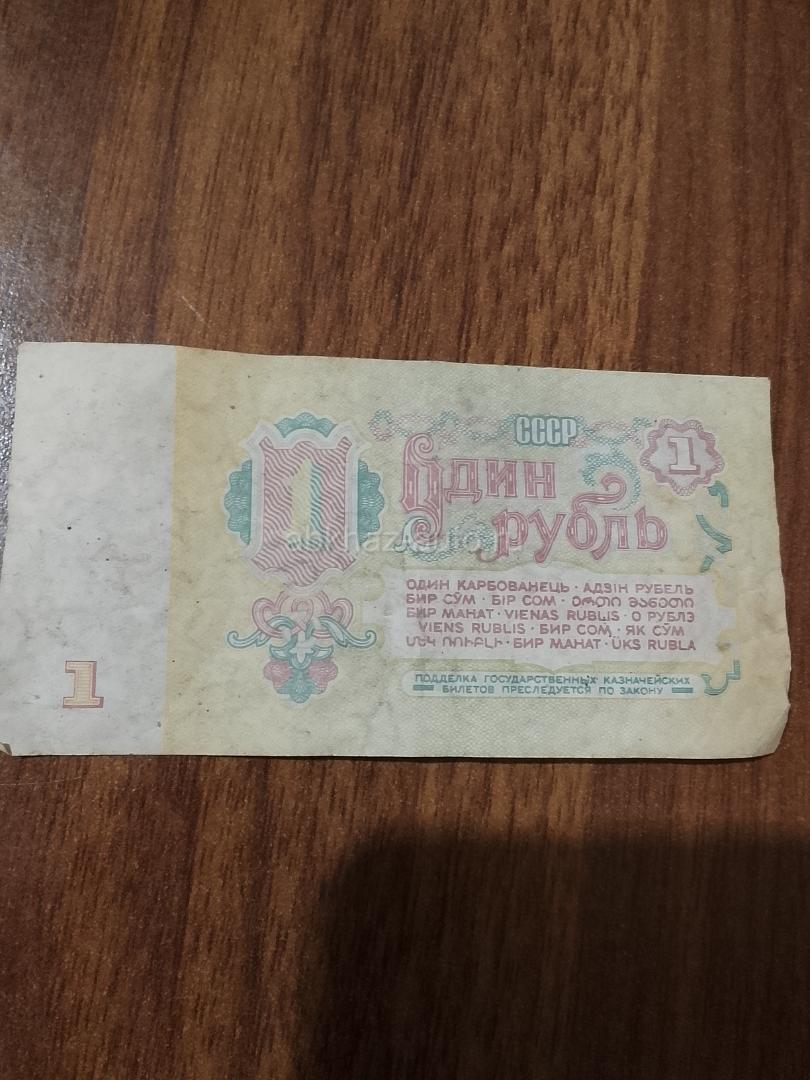 СССР
1
Один
рубль
1
ОДИН КАРБОВАНЕЦЬ · АДЗІН РУБЕЛЬ
БИР СЎМ · БІР СОМ · ᲝᲠᲗᲘ ᲛᲐᲜᲔᲗᲘ
БИР МАНАТ · VIENAS RUBLIS · О РУБЛЭ
VIENS RUBLIS · БИР СОМ · ЯК СЎМ
ՄԵԿ ՌՈՒԲԼԻ · БИР МАНАТ · ÜKS RUBLA
ПОДДЕЛКА ГОСУДАРСТВЕННЫХ КАЗНАЧЕЙСКИХ
БИЛЕТОВ ПРЕСЛЕДУЕТСЯ ПО ЗАКОНУ
1